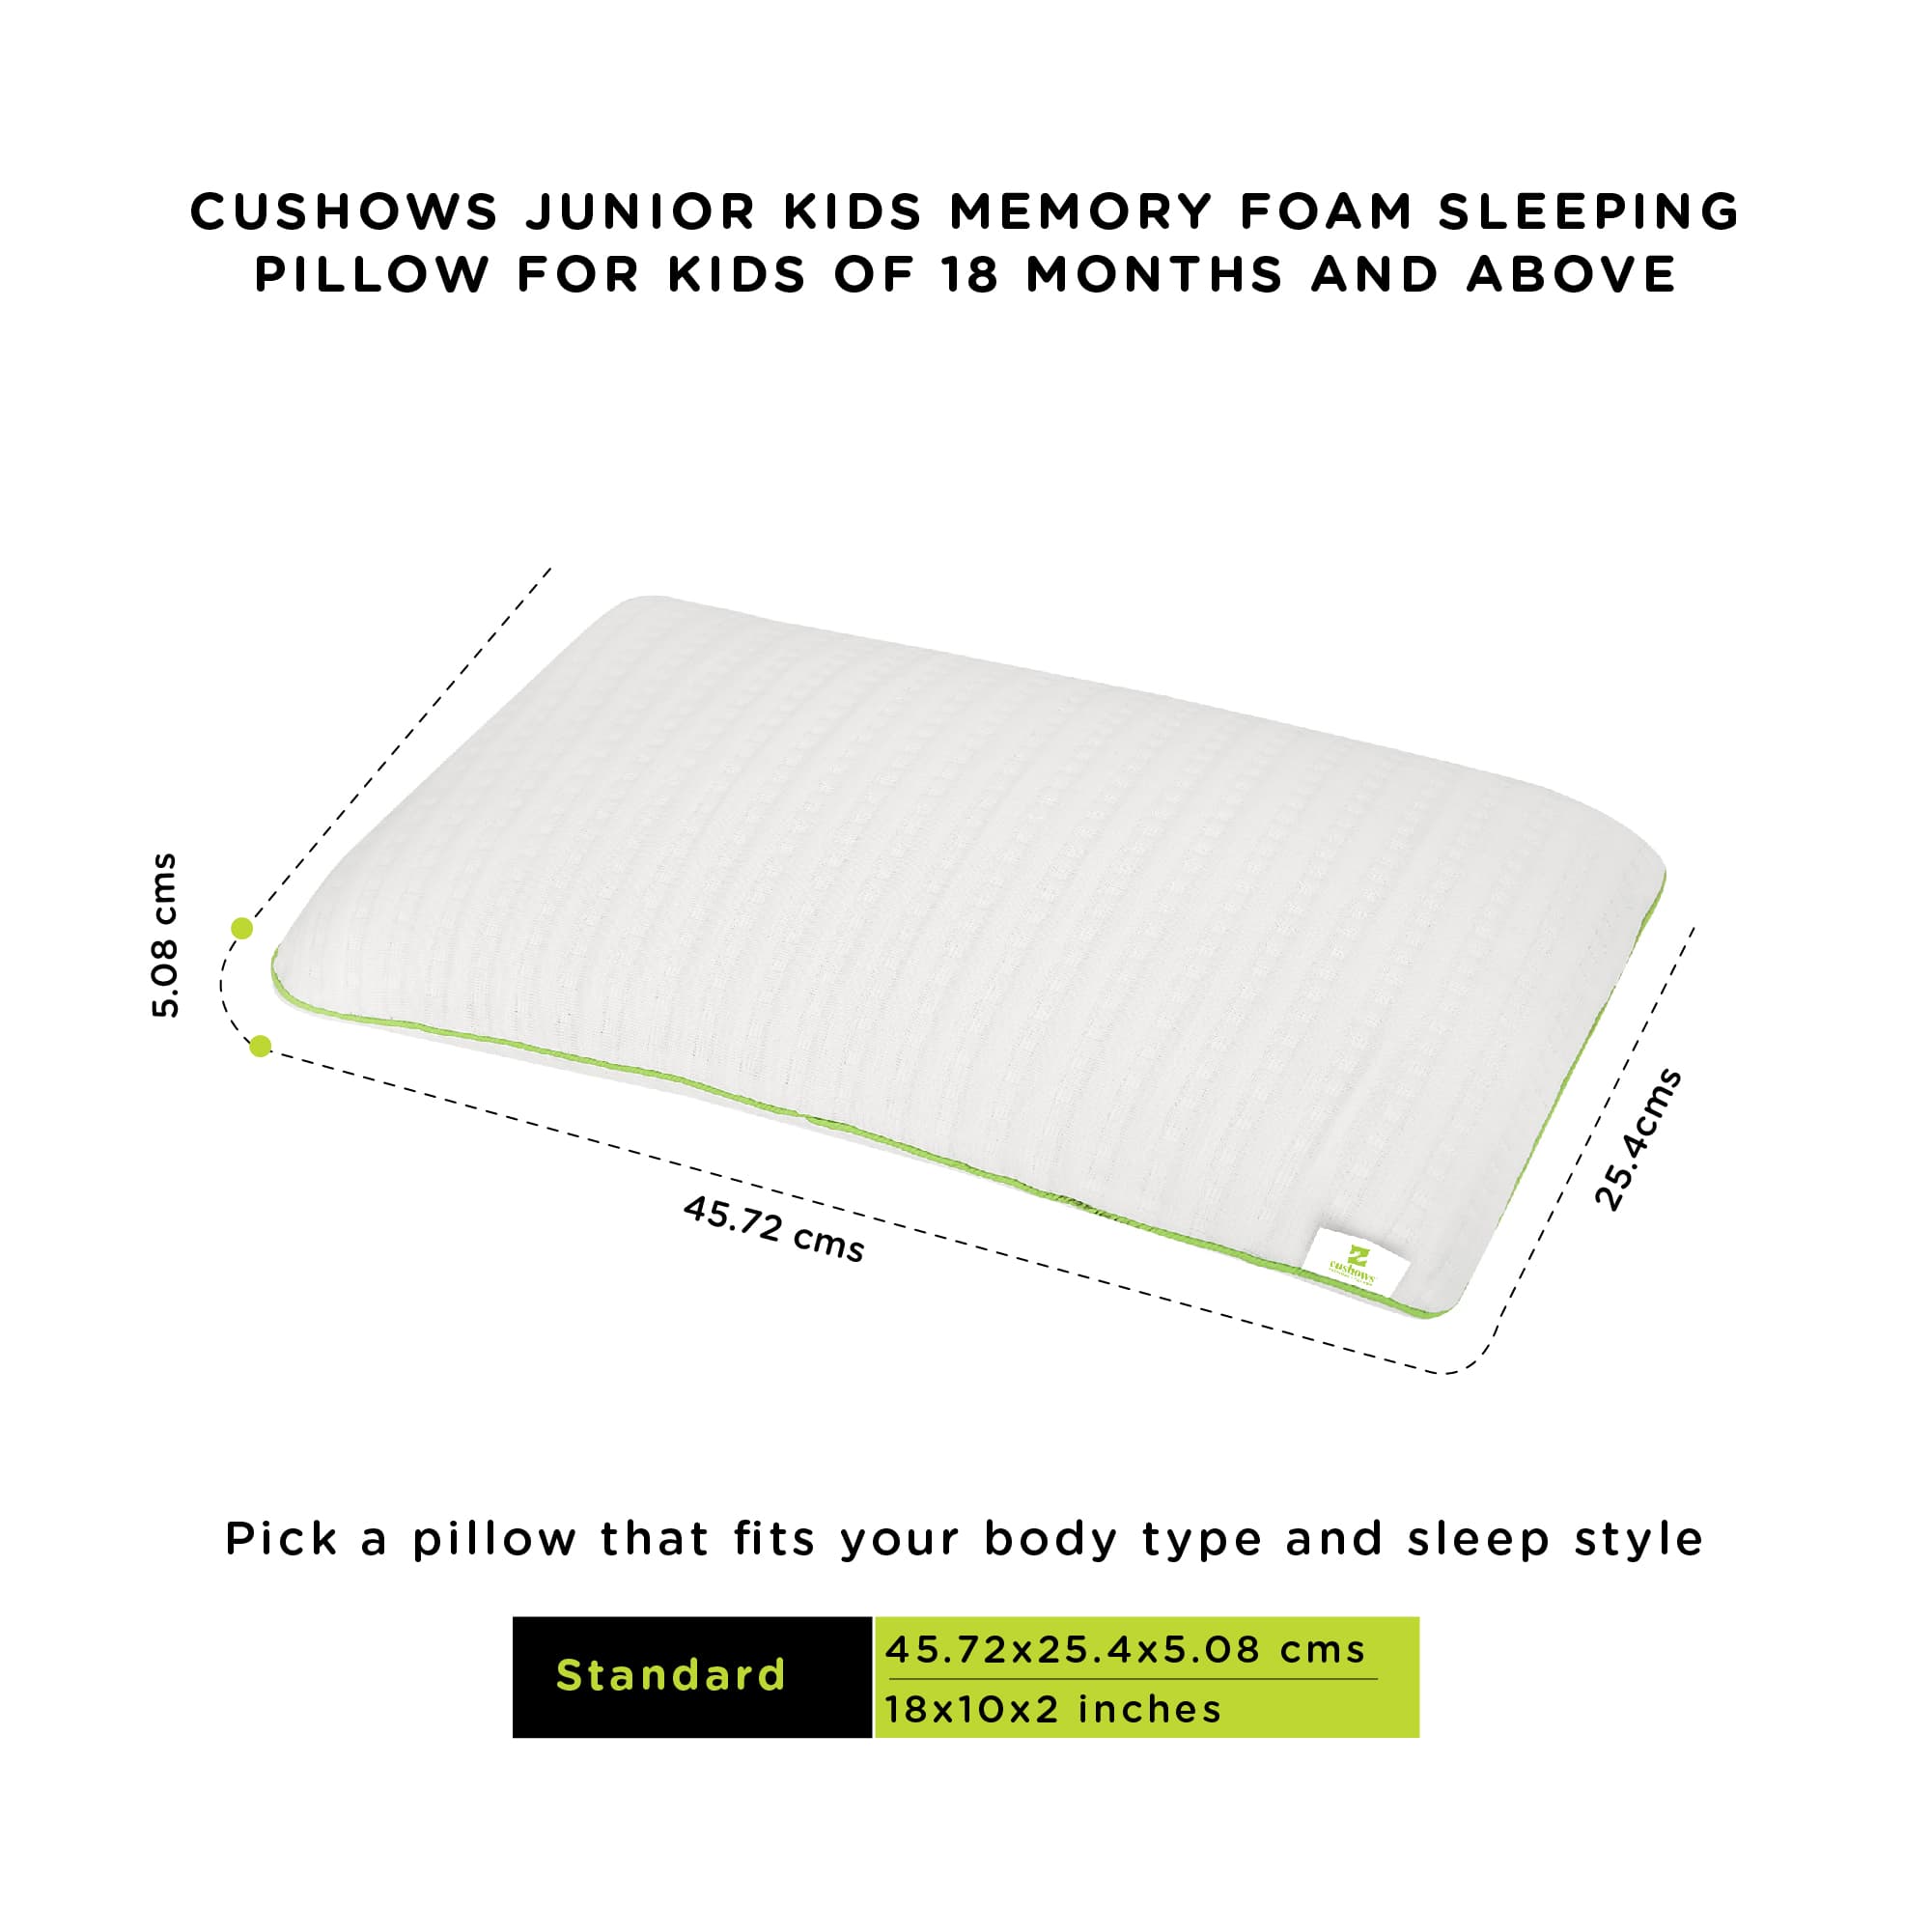 CUSHOWS JUNIOR KIDS MEMORY FOAM SLEEPING
PILLOW FOR KIDS OF 18 MONTHS AND ABOVE
5.08 cms
45.72 cms
25.4cms
cushows
Pick a pillow that fits your body type and sleep style
Standard
45.72x25.4x5.08 cms
18x10x2 inches